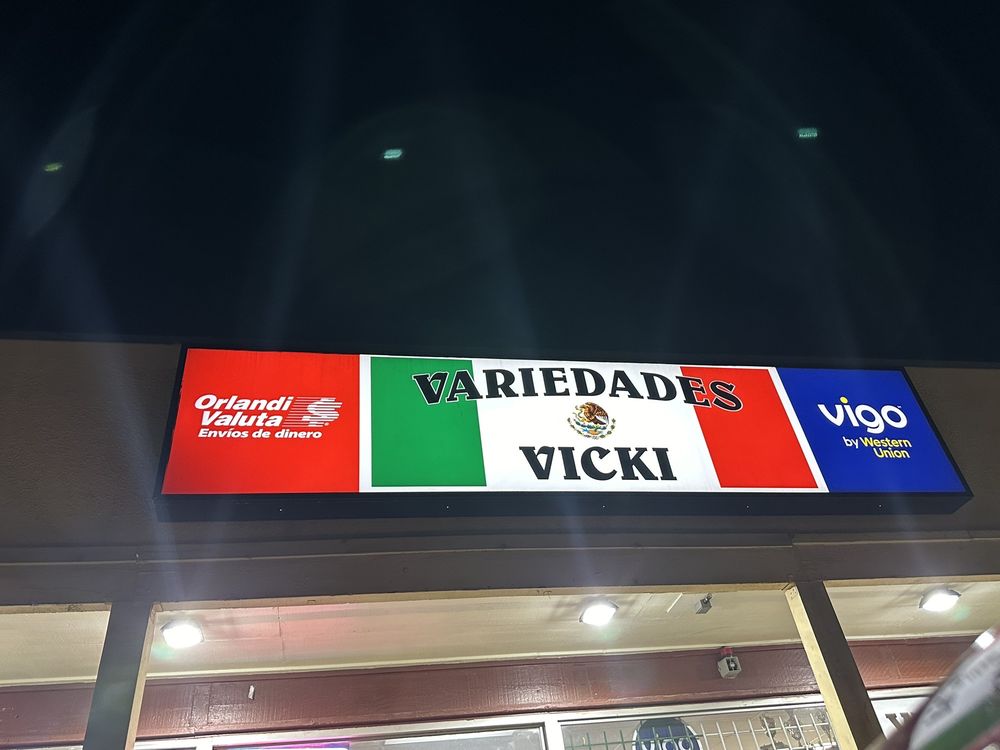 Orlandi
Valuta
Envíos de dinero
VARIEDADES
VICKI
vigo
by Western
Union